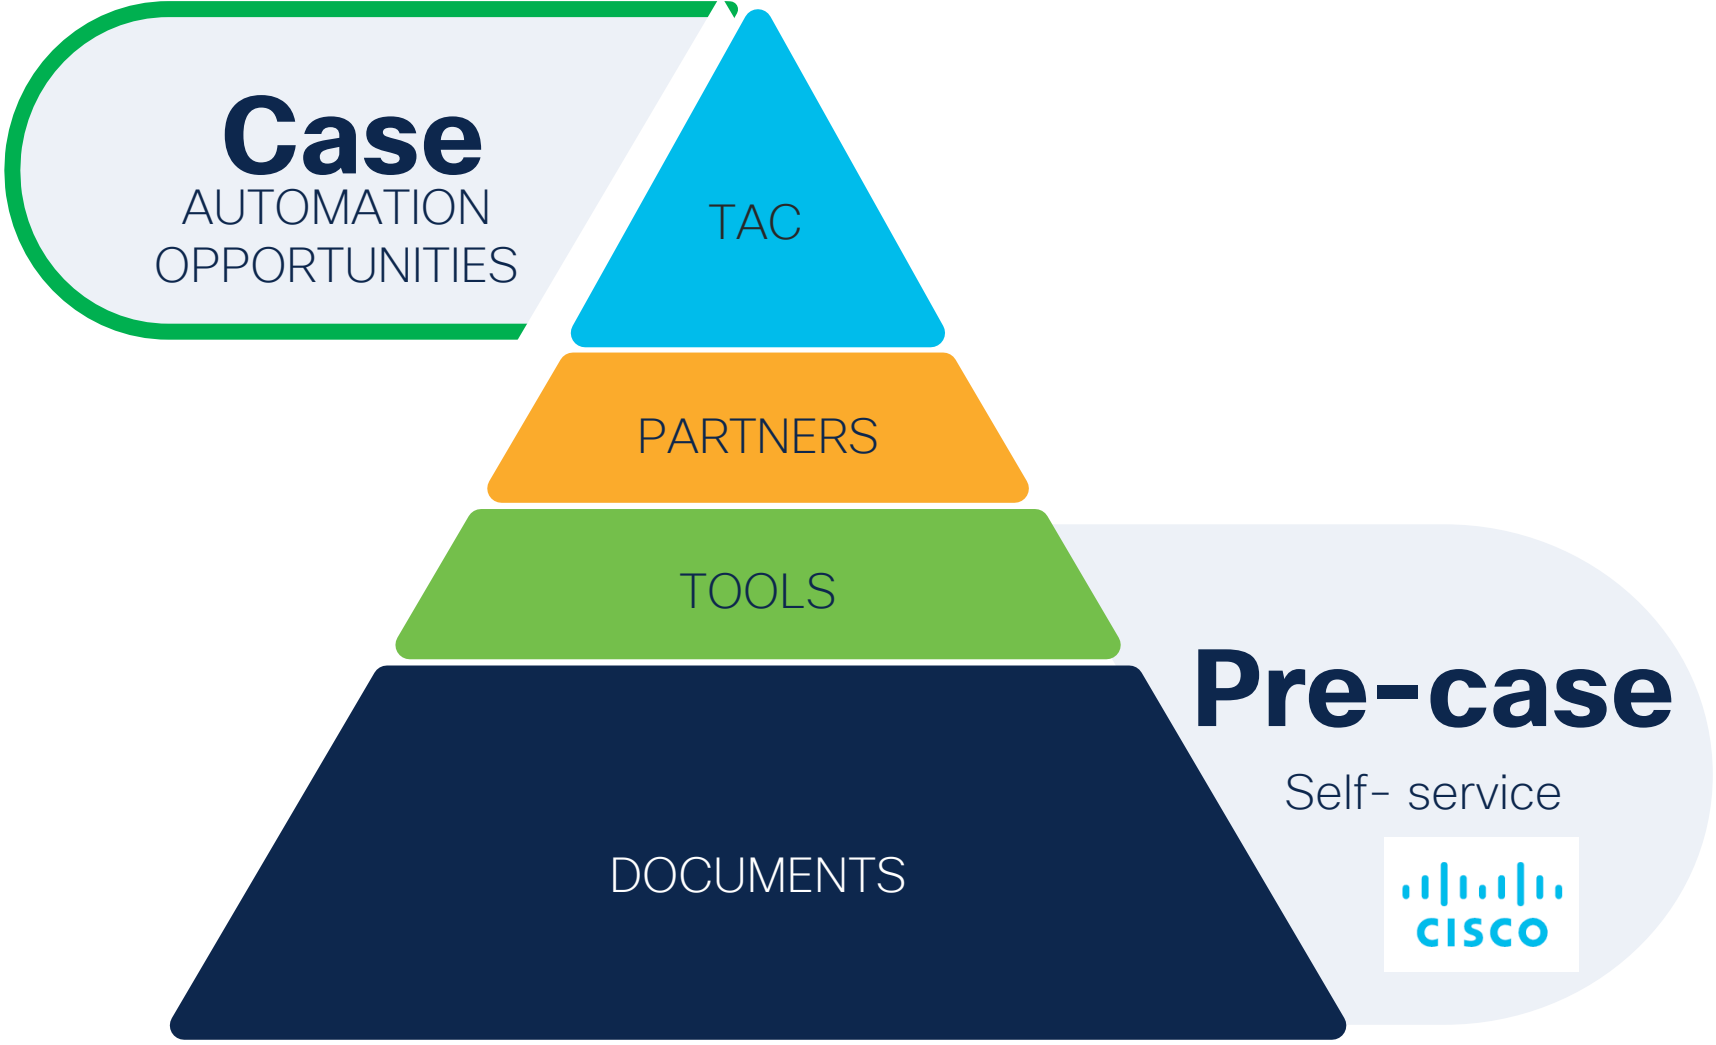 Case
AUTOMATION
OPPORTUNITIES
TAC
PARTNERS
TOOLS
DOCUMENTS
Pre-case
Self- service
CISCO